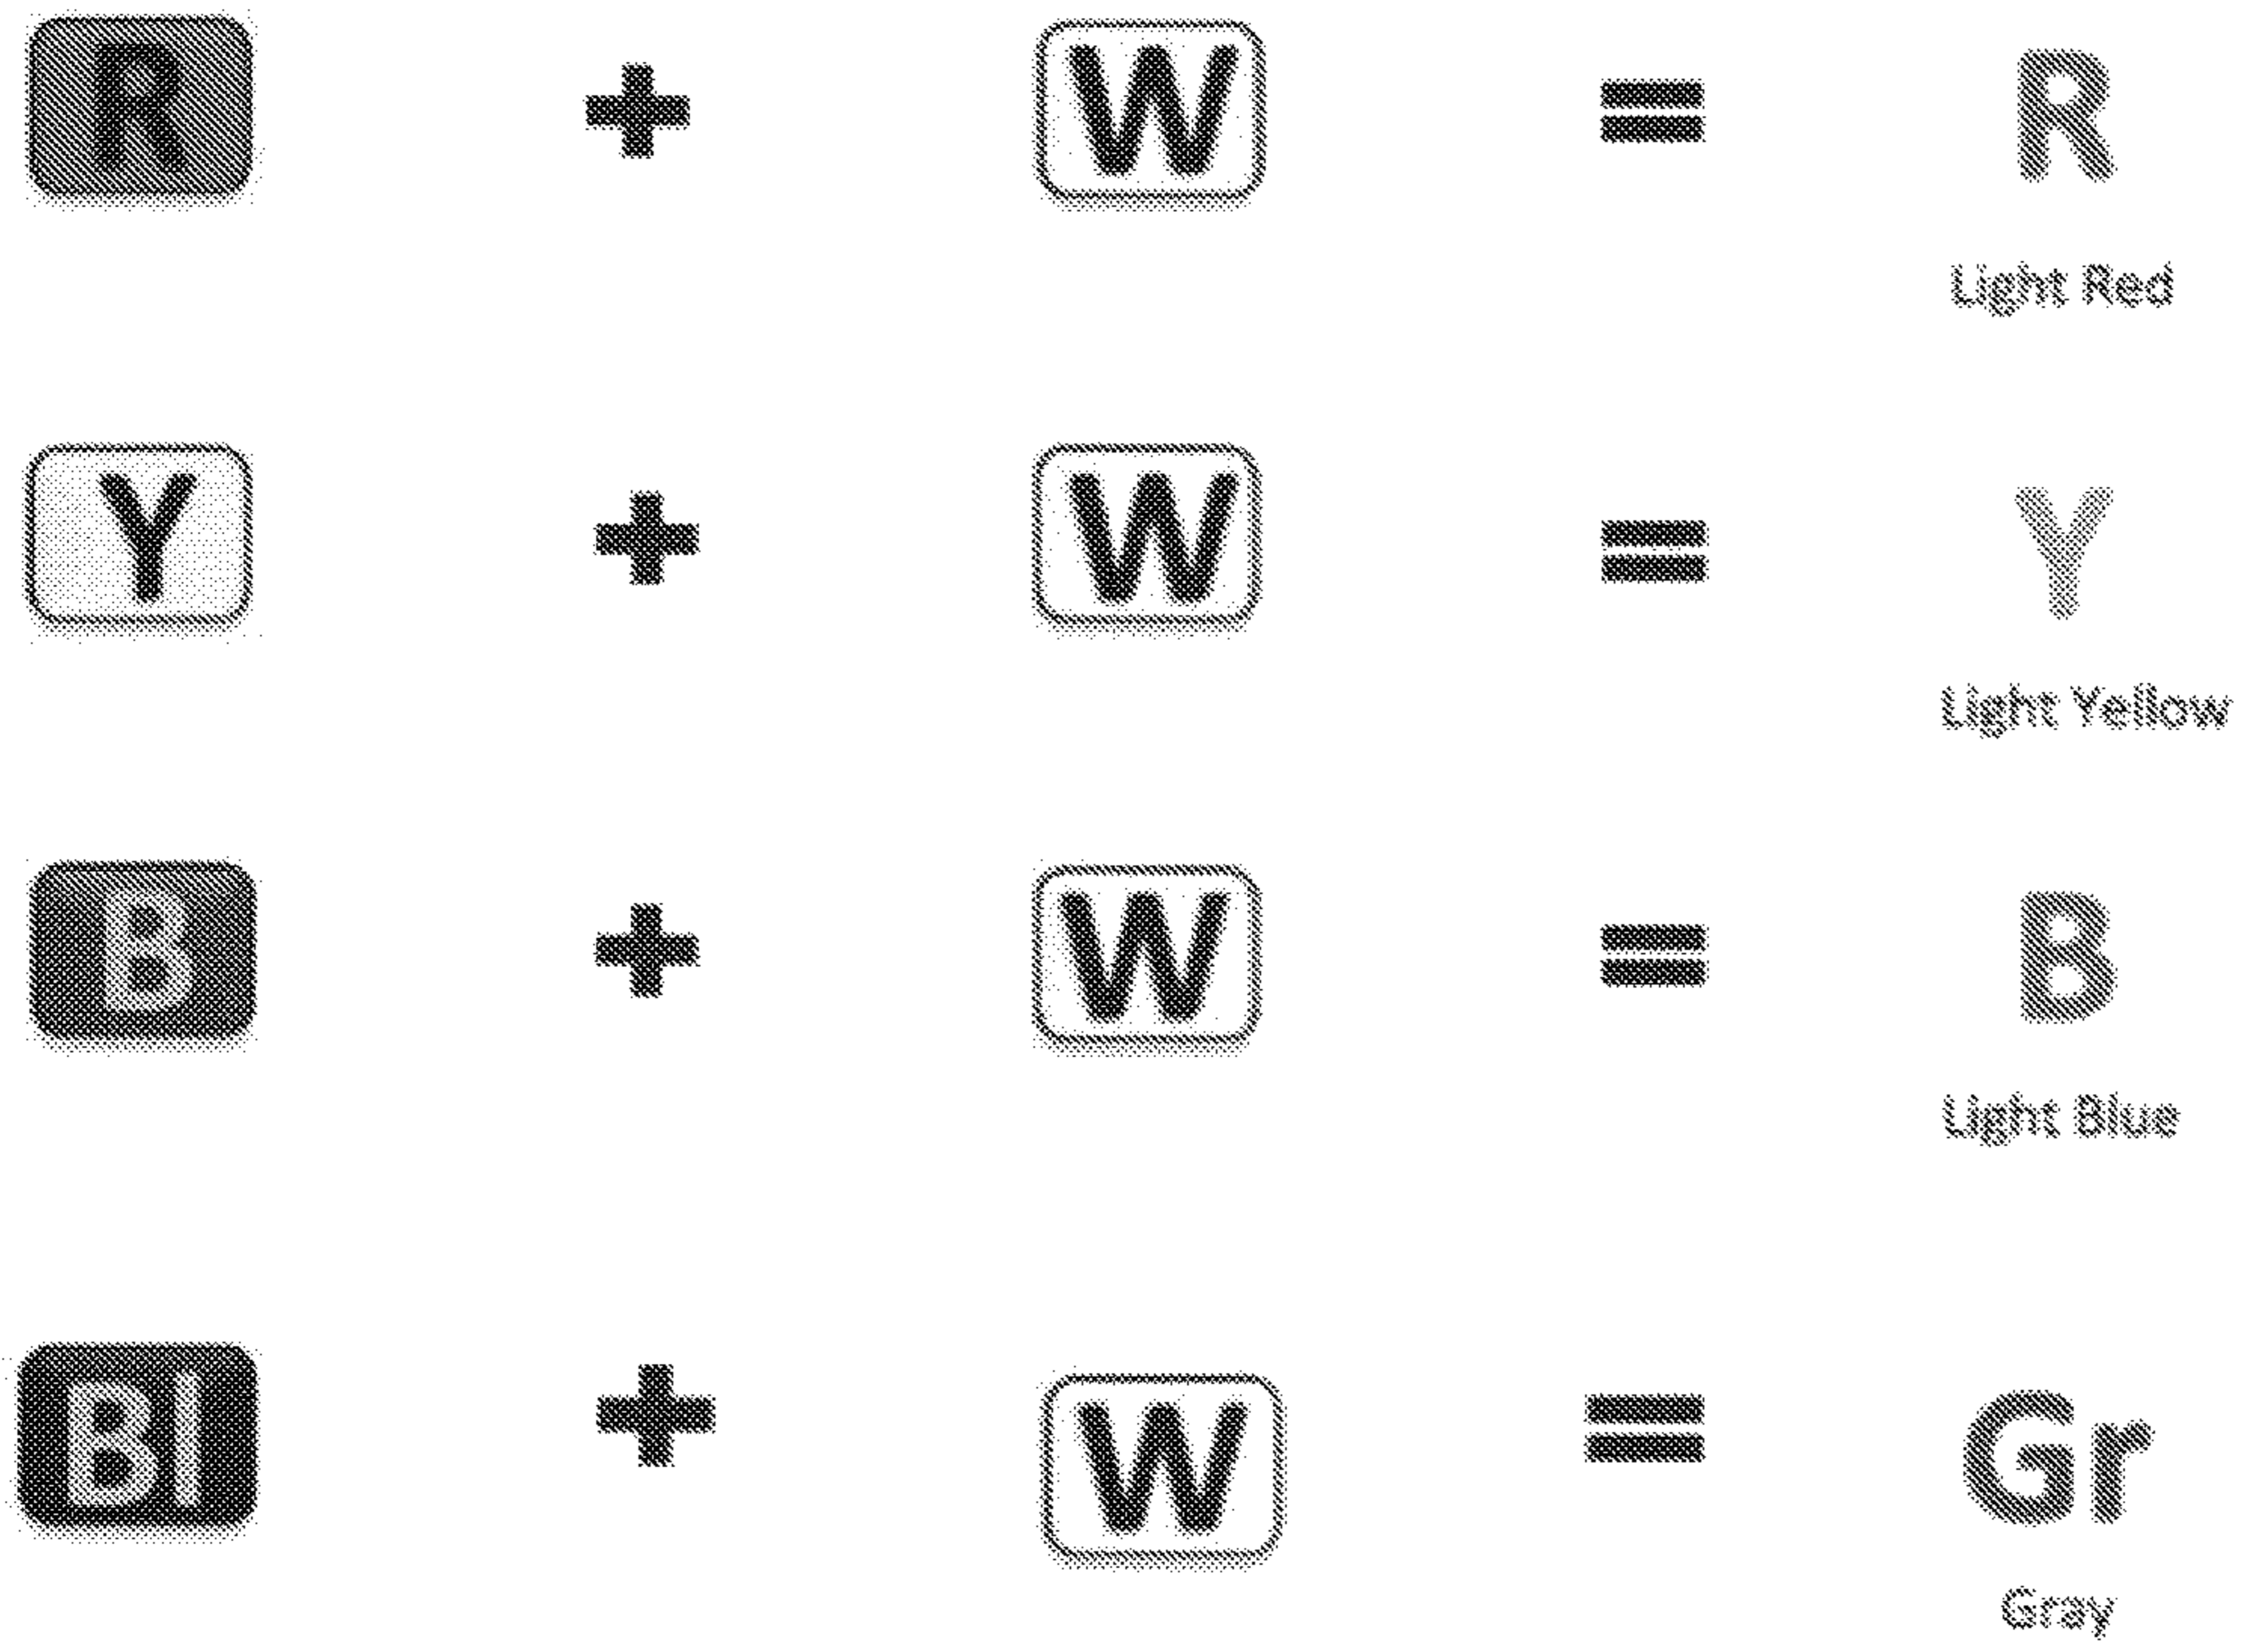 R + W = R
Light Red
Y + W = Y
Light Yellow
B + W = B
Light Blue
Bl + W = Gr
Gray